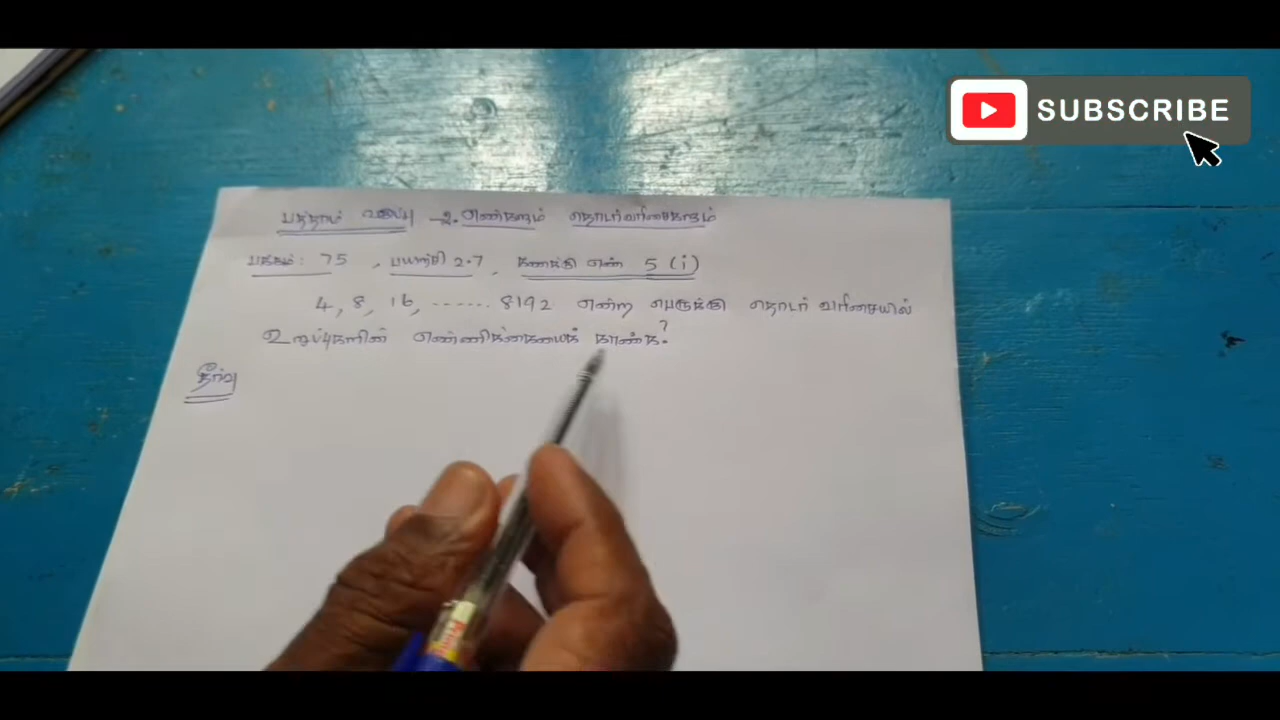 SUBSCRIBE
பத்தாம் வகுப்பு - 2. எண்களும் தொடர்வரிசைகளும்
பக்கம் : 75 , பயிற்சி 2.7 , கணக்கு எண் 5 (i)
4, 8, 16, ...... 8192 என்ற பெருக்கு தொடர் வரிசையில்
உறுப்புகளின் எண்ணிக்கையைக் காண்க?
தீர்வு